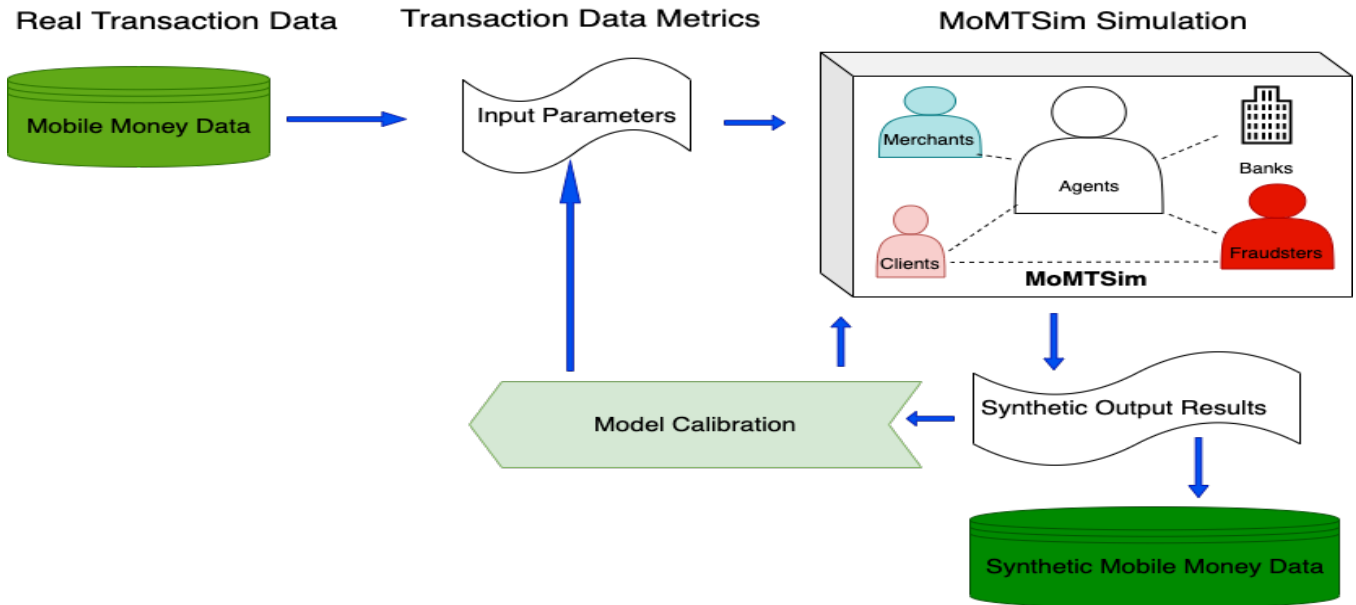 Real Transaction Data
Transaction Data Metrics
MoMTSim Simulation
Mobile Money Data
Input Parameters
Merchants
Agents
Banks
Clients
Fraudsters
MoMTSim
Model Calibration
Synthetic Output Results
Synthetic Mobile Money Data